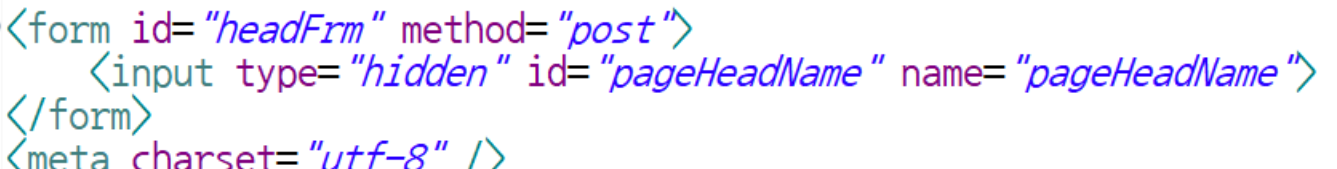 <form id="headFrm" method="post">
<input type="hidden" id="pageHeadName" name="pageHeadName">
</form>
<meta charset="utf-8" />